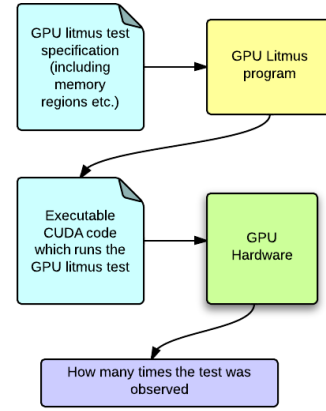 GPU litmus test
specification
(including
memory
regions etc.)
GPU Litmus
program
Executable
CUDA code
which runs the
GPU litmus test
GPU
Hardware
How many times the test was
observed